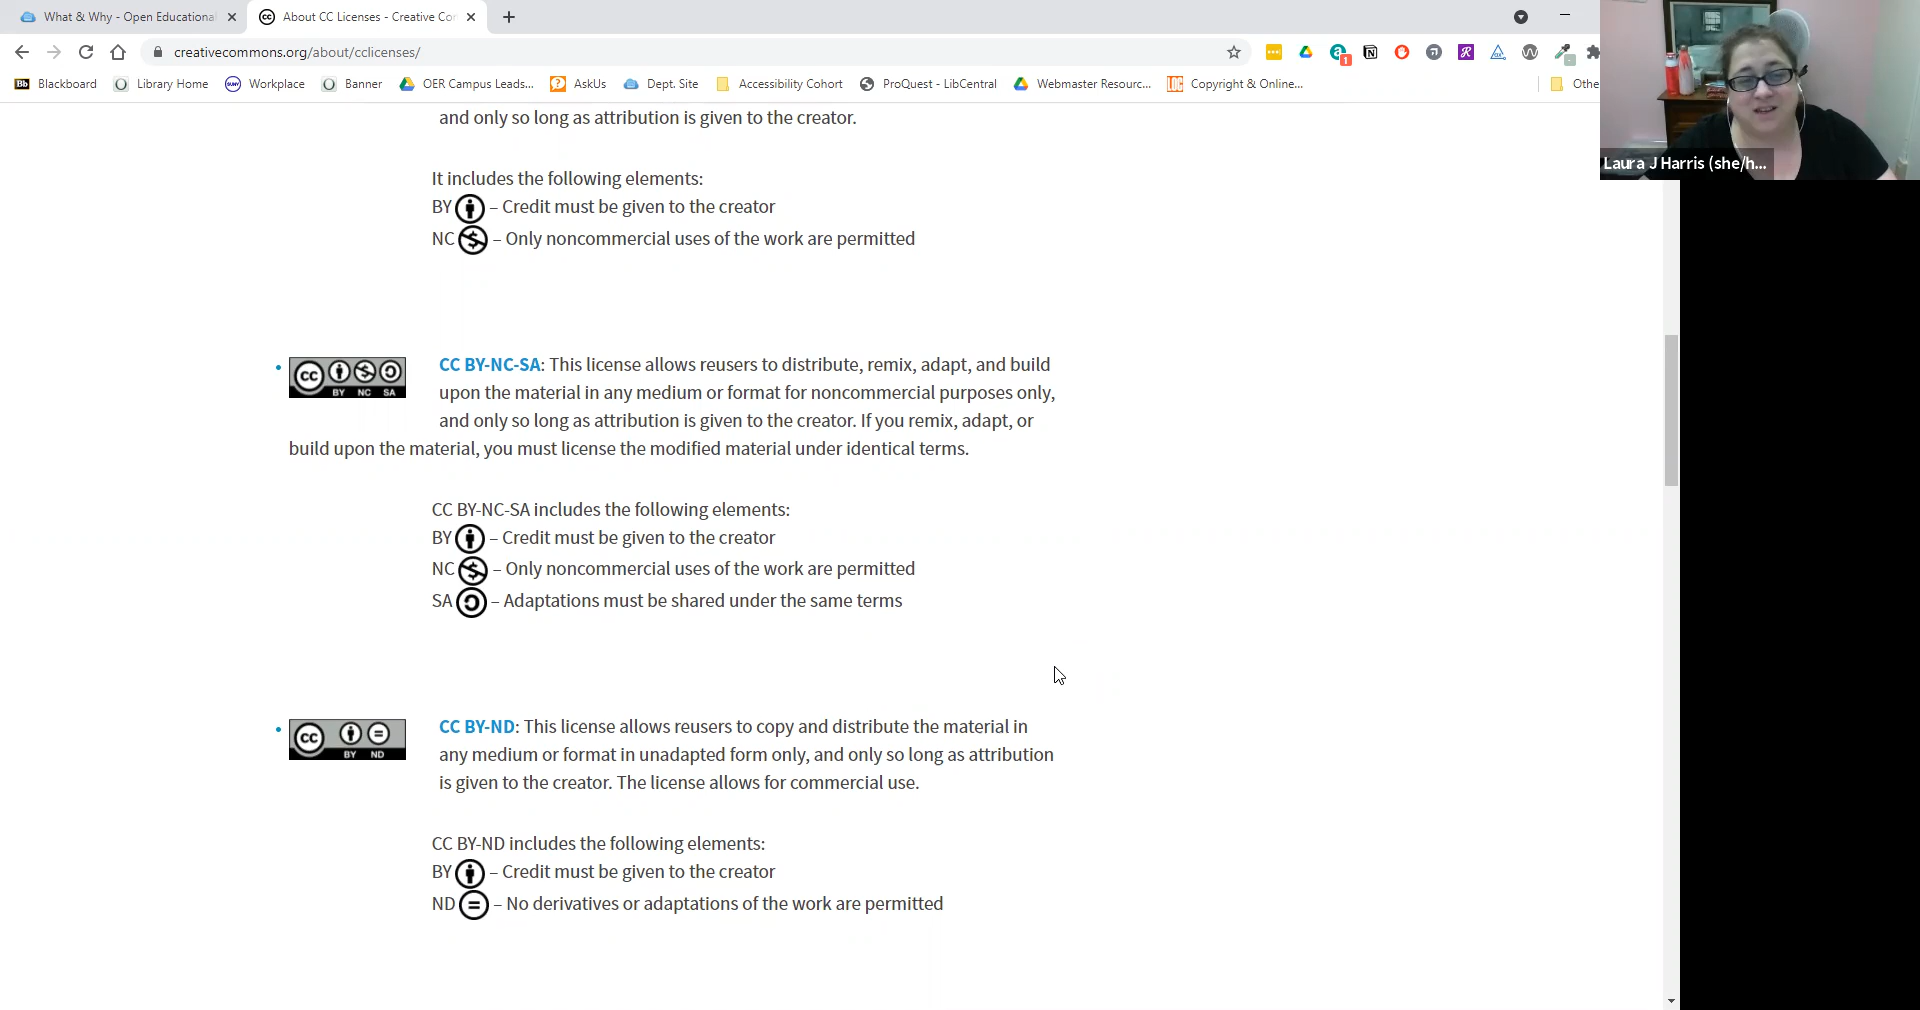 What & Why - Open Educational
About CC Licenses - Creative Co
creativecommons.org/about/cclicenses/
1
Bb Blackboard
Library Home
SUNY Workplace
Banner
OER Campus Leads...
AskUs
Dept. Site
Accessibility Cohort
ProQuest - LibCentral
Webmaster Resourc...
LOC Copyright & Online...
Othe
Laura J Harris (she/h...
and only so long as attribution is given to the creator.
It includes the following elements:
BY – Credit must be given to the creator
NC – Only noncommercial uses of the work are permitted
CC BY NC SA
CC BY-NC-SA: This license allows reusers to distribute, remix, adapt, and build
upon the material in any medium or format for noncommercial purposes only,
and only so long as attribution is given to the creator. If you remix, adapt, or
build upon the material, you must license the modified material under identical terms.
CC BY-NC-SA includes the following elements:
BY – Credit must be given to the creator
NC – Only noncommercial uses of the work are permitted
SA – Adaptations must be shared under the same terms
CC BY ND
CC BY-ND: This license allows reusers to copy and distribute the material in
any medium or format in unadapted form only, and only so long as attribution
is given to the creator. The license allows for commercial use.
CC BY-ND includes the following elements:
BY – Credit must be given to the creator
ND – No derivatives or adaptations of the work are permitted